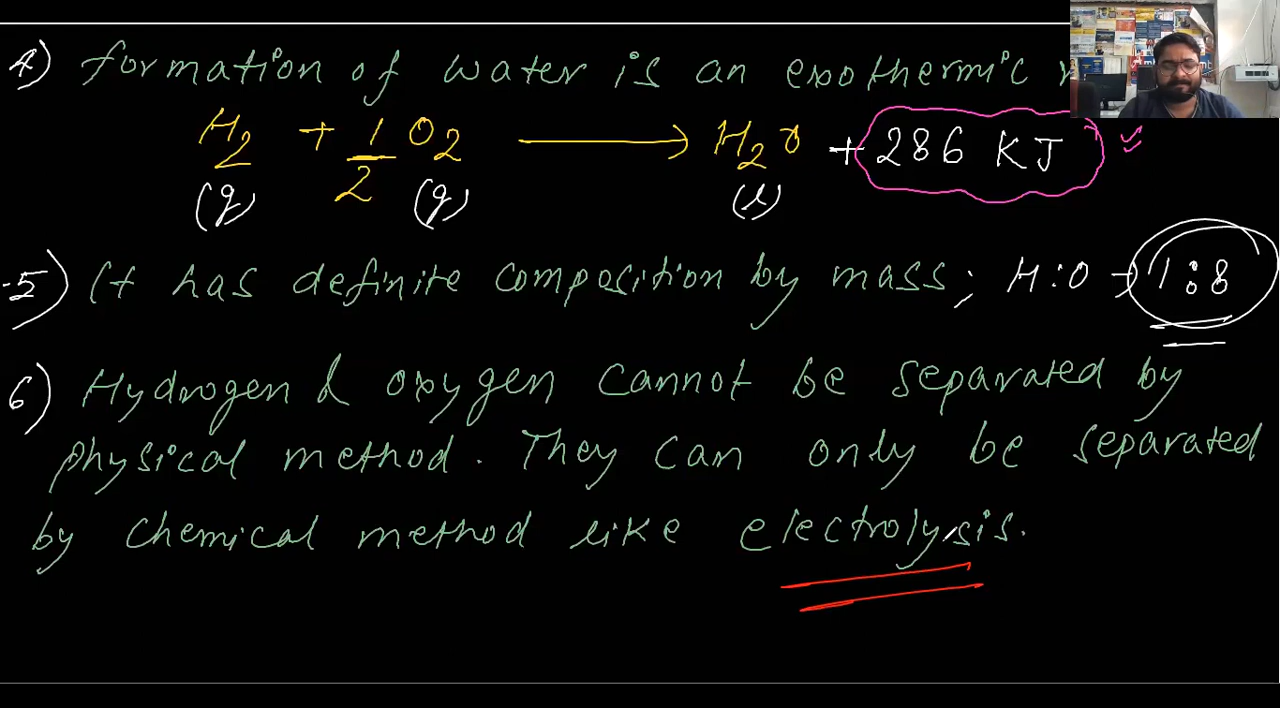 4) formation of water is an exothermic
H2 + 1/2 O2 → H2O + 286 KJ
(g) (g) (l)
5) It has definite composition by mass; H:O → 1:8
6) Hydrogen & oxygen cannot be separated by
physical method. They can only be separated
by chemical method like electrolysis.